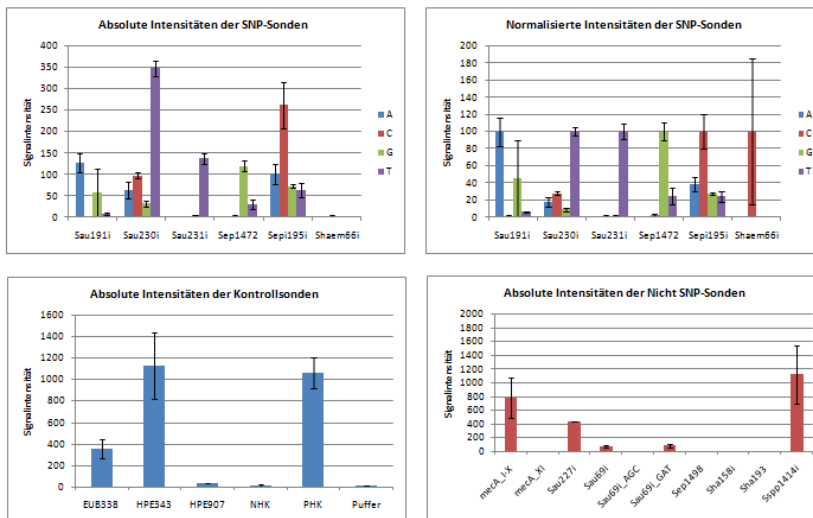 Absolute Intensitäten der SNP-Sonden
Signalintensität
400
350
300
250
200
150
100
50
0
Sau191i Sau230i Sau231i Sep1472 Sepi195i Shaem66i
A
C
G
T
Normalisierte Intensitäten der SNP-Sonden
Signalintensität
200
180
160
140
120
100
80
60
40
20
0
Sau191i Sau230i Sau231i Sep1472 Sepi195i Shaem66i
A
C
G
T
Absolute Intensitäten der Kontrollsonden
Signalintensität
1600
1400
1200
1000
800
600
400
200
0
EUB338 HPE343 HPE907 NHK PHK Puffer
Absolute Intensitäten der Nicht SNP-Sonden
Signalintensität
2000
1800
1600
1400
1200
1000
800
600
400
200
0
mecA_I-X mecA_XI Sau227i Sau69i Sau69i_AGC Sau69i_GAT Sep1498 Sha158i Sha193 Sspp1414i